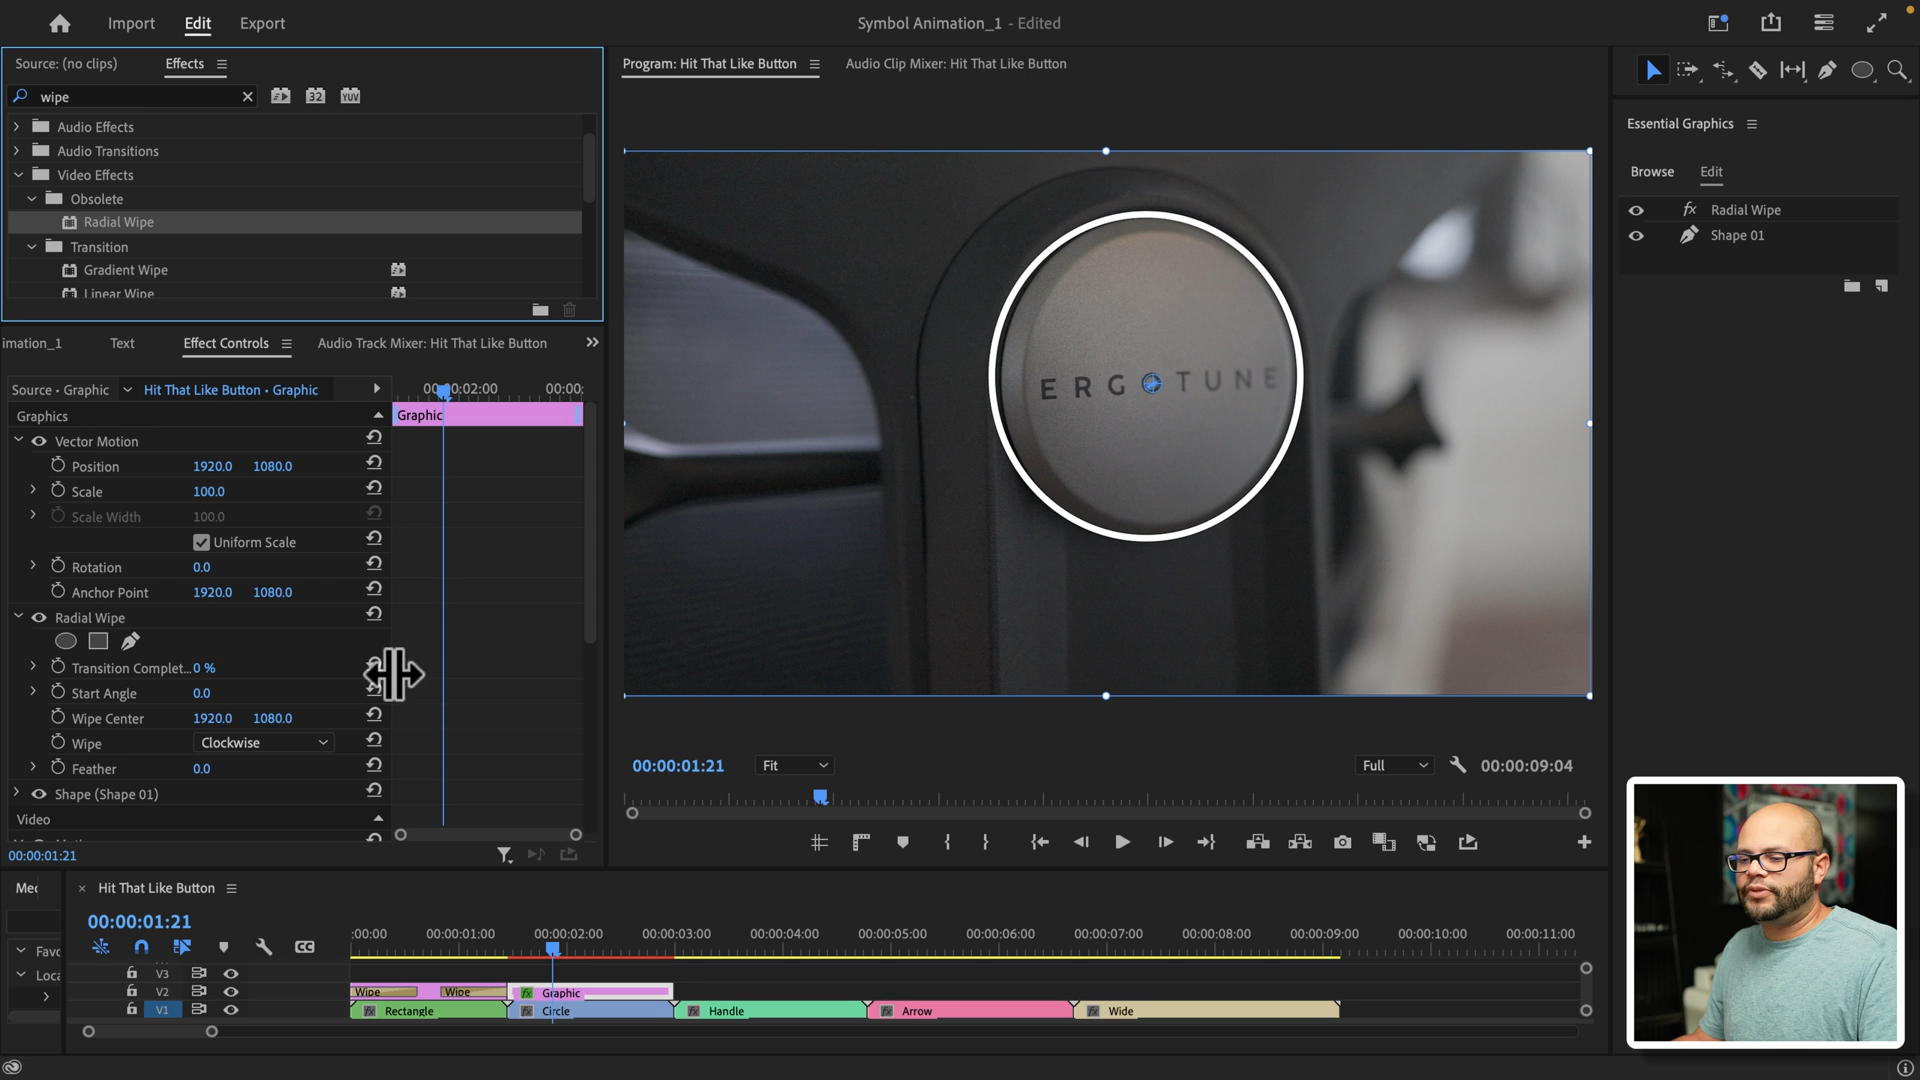 Import
Edit
Export
Symbol Animation_1 - Edited
Source: (no clips)
Effects
wipe
32
YUV
Audio Effects
Audio Transitions
Video Effects
Obsolete
Radial Wipe
Transition
Gradient Wipe
Linear Wipe
Program: Hit That Like Button
Audio Clip Mixer: Hit That Like Button
ERGOTUNE
Essential Graphics
Browse
Edit
Radial Wipe
Shape 01
imation_1
Text
Effect Controls
Audio Track Mixer: Hit That Like Button
Source • Graphic
Hit That Like Button • Graphic
:00:02:00
00:00:
Graphic
Graphics
Vector Motion
Position 1920.0 1080.0
Scale 100.0
Scale Width 100.0
Uniform Scale
Rotation 0.0
Anchor Point 1920.0 1080.0
Radial Wipe
Transition Complet... 0 %
Start Angle 0.0
Wipe Center 1920.0 1080.0
Wipe Clockwise
Feather 0.0
Shape (Shape 01)
Video
00:00:01:21
00:00:01:21
Fit
Full
00:00:09:04
Hit That Like Button
00:00:01:21
CC
:00:00 00:00:01:00 00:00:02:00 00:00:03:00 00:00:04:00 00:00:05:00 00:00:06:00 00:00:07:00 00:00:08:00 00:00:09:00 00:00:10:00 00:00:11:00
Favo
Loca
V3
V2
Wipe
Wipe
Graphic
V1
Rectangle
Circle
Handle
Arrow
Wide